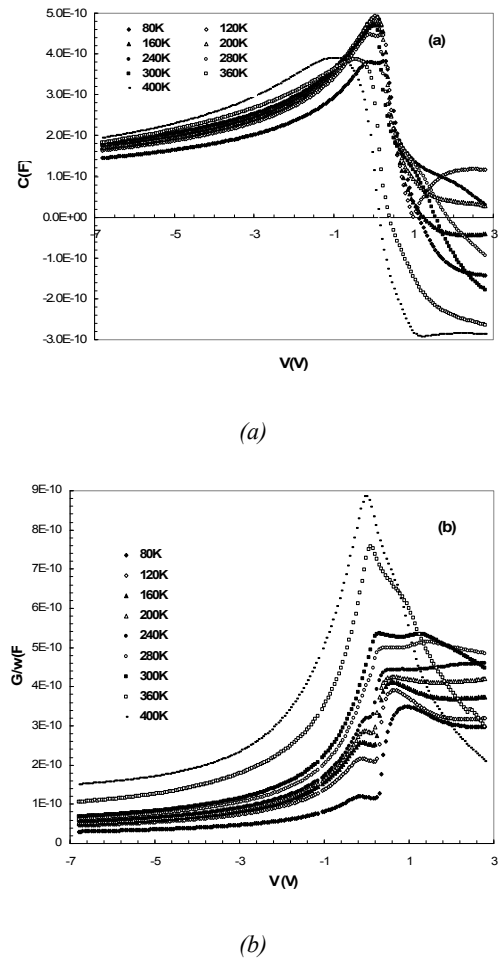 5.0E-10
4.0E-10
3.0E-10
2.0E-10
1.0E-10
0.0E+00
-1.0E-10
-2.0E-10
-3.0E-10
C(F)
80K 120K
160K 200K
240K 280K
300K 360K
400K
(a)
-7 -5 -3 -1 1 3
V(V)
(a)
9E-10
8E-10
7E-10
6E-10
5E-10
4E-10
3E-10
2E-10
1E-10
0
G/w(F
80K
120K
160K
200K
240K
280K
300K
360K
400K
(b)
-7 -5 -3 -1 1 3
V(V)
(b)